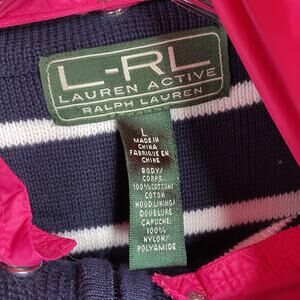 L-RL
LAUREN ACTIVE
RALPH LAUREN
L
MADE IN
CHINA
FABRIQUE EN
CHINE
BODY/
CORPS:
100% COTTON/
COTON
HOOD LINING/
DOUBLURE
CAPUCHE:
100%
NYLON/
POLYAMIDE